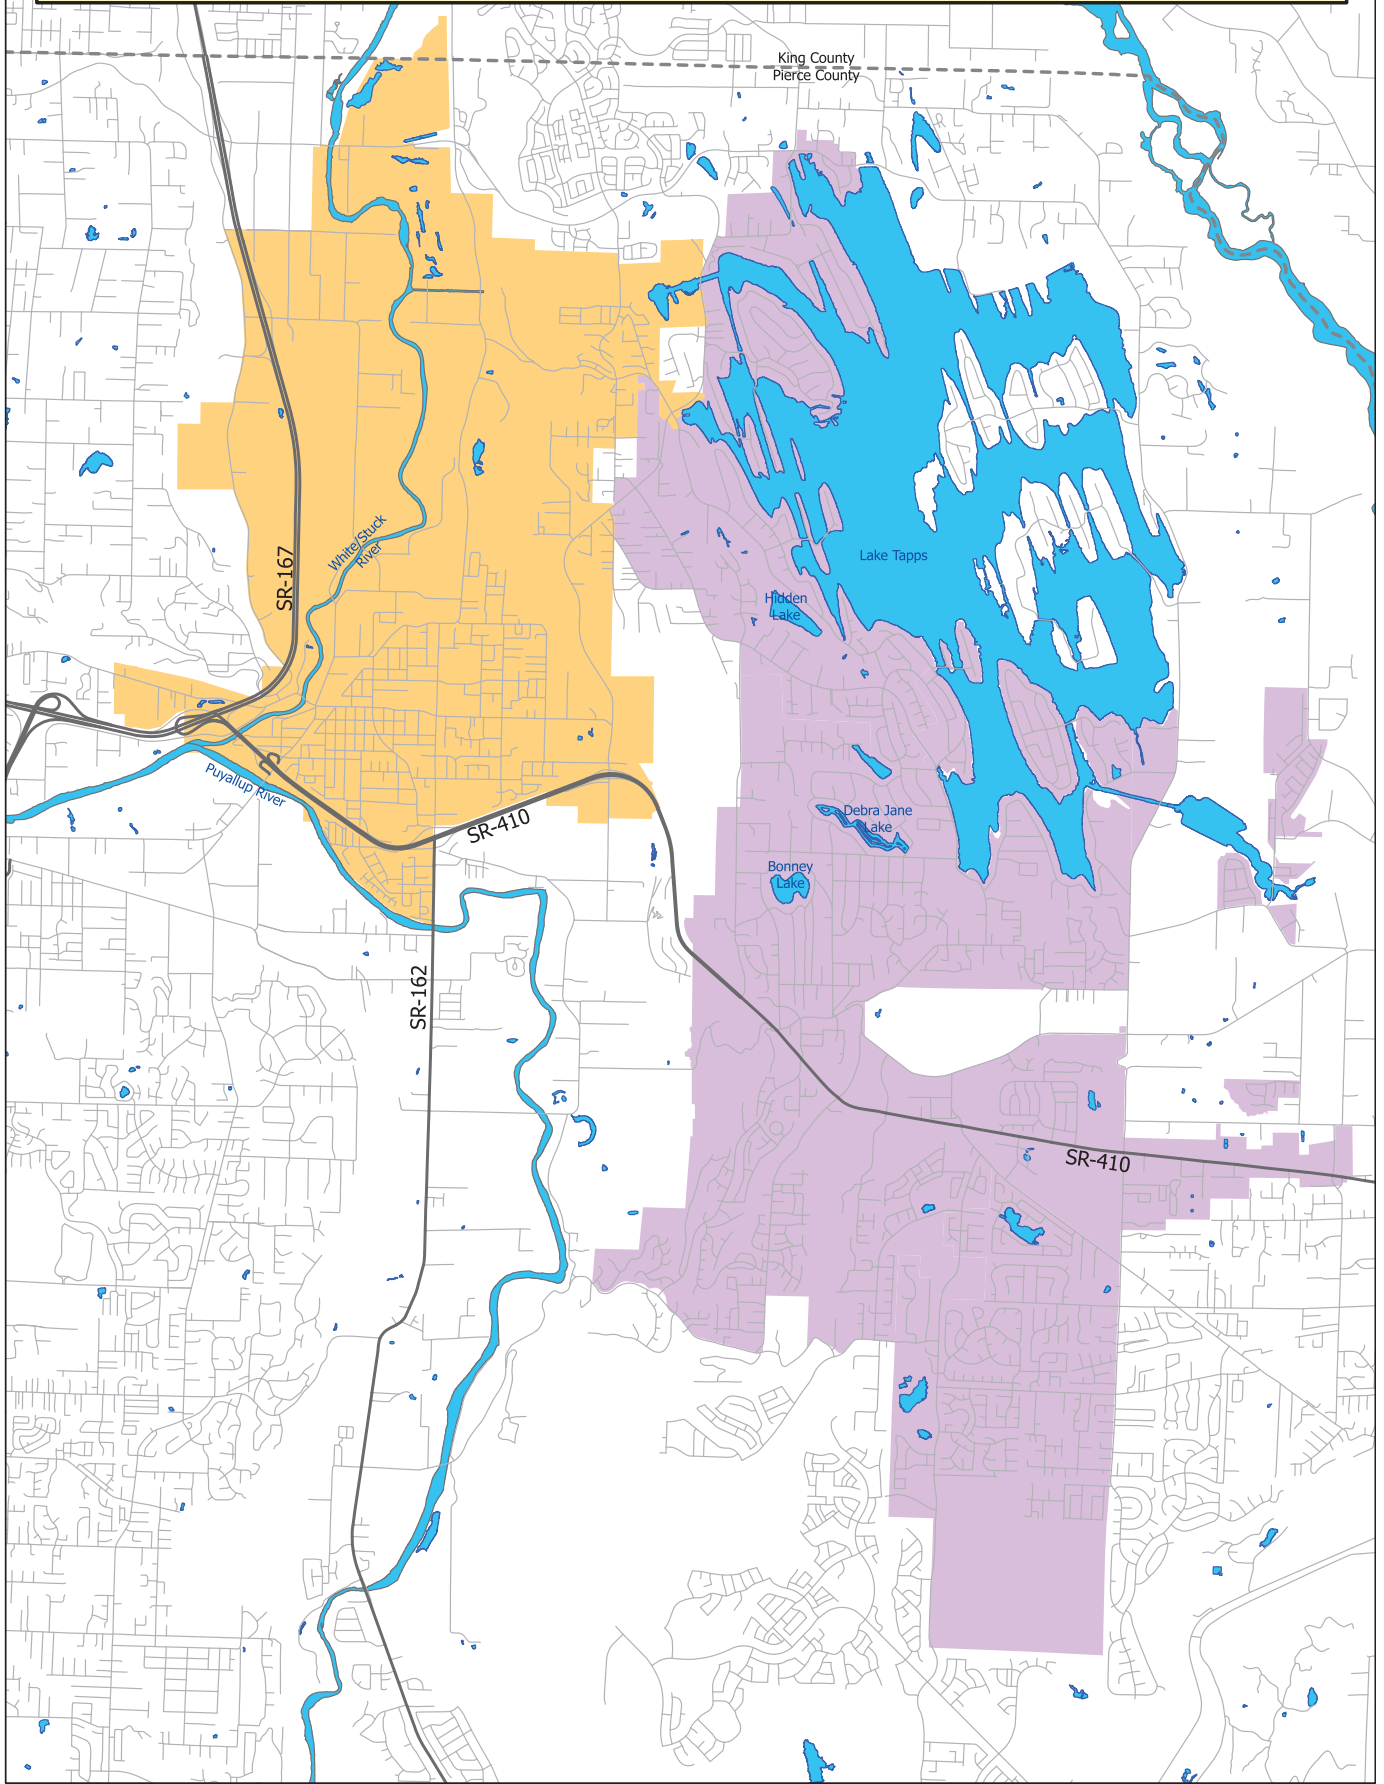 King County
Pierce County
SR-167
White/Stuck
River
Lake Tapps
Hidden
Lake
Puyallup River
SR-410
Debra Jane
Lake
Bonney
Lake
SR-162
SR-410